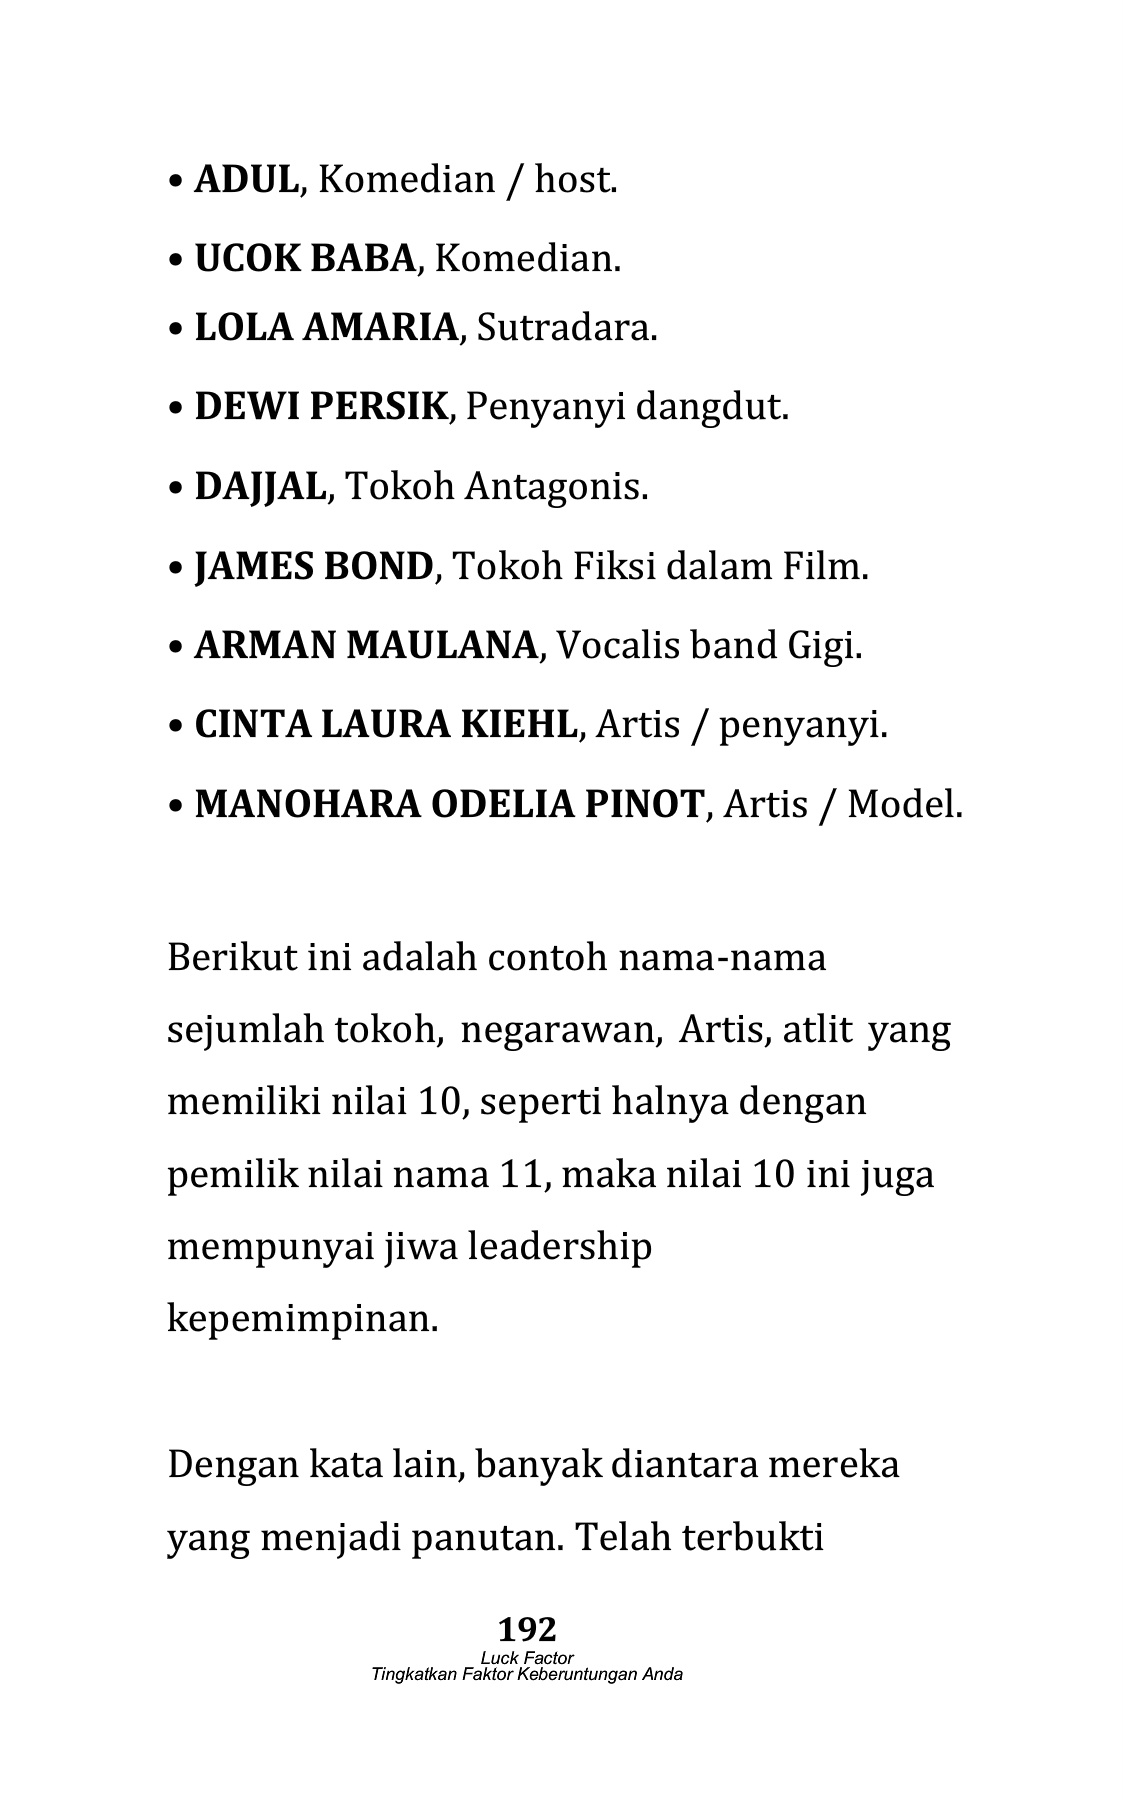 • ADUL, Komedian / host.
• UCOK BABA, Komedian.
• LOLA AMARIA, Sutradara.
• DEWI PERSIK, Penyanyi dangdut.
• DAJJAL, Tokoh Antagonis.
• JAMES BOND, Tokoh Fiksi dalam Film.
• ARMAN MAULANA, Vocalis band Gigi.
• CINTA LAURA KIEHL, Artis / penyanyi.
• MANOHARA ODELIA PINOT, Artis / Model.
Berikut ini adalah contoh nama-nama
sejumlah tokoh, negarawan, Artis, atlit yang
memiliki nilai 10, seperti halnya dengan
pemilik nilai nama 11, maka nilai 10 ini juga
mempunyai jiwa leadership
kepemimpinan.
Dengan kata lain, banyak diantara mereka
yang menjadi panutan. Telah terbukti
192
Luck Factor
Tingkatkan Faktor Keberuntungan Anda